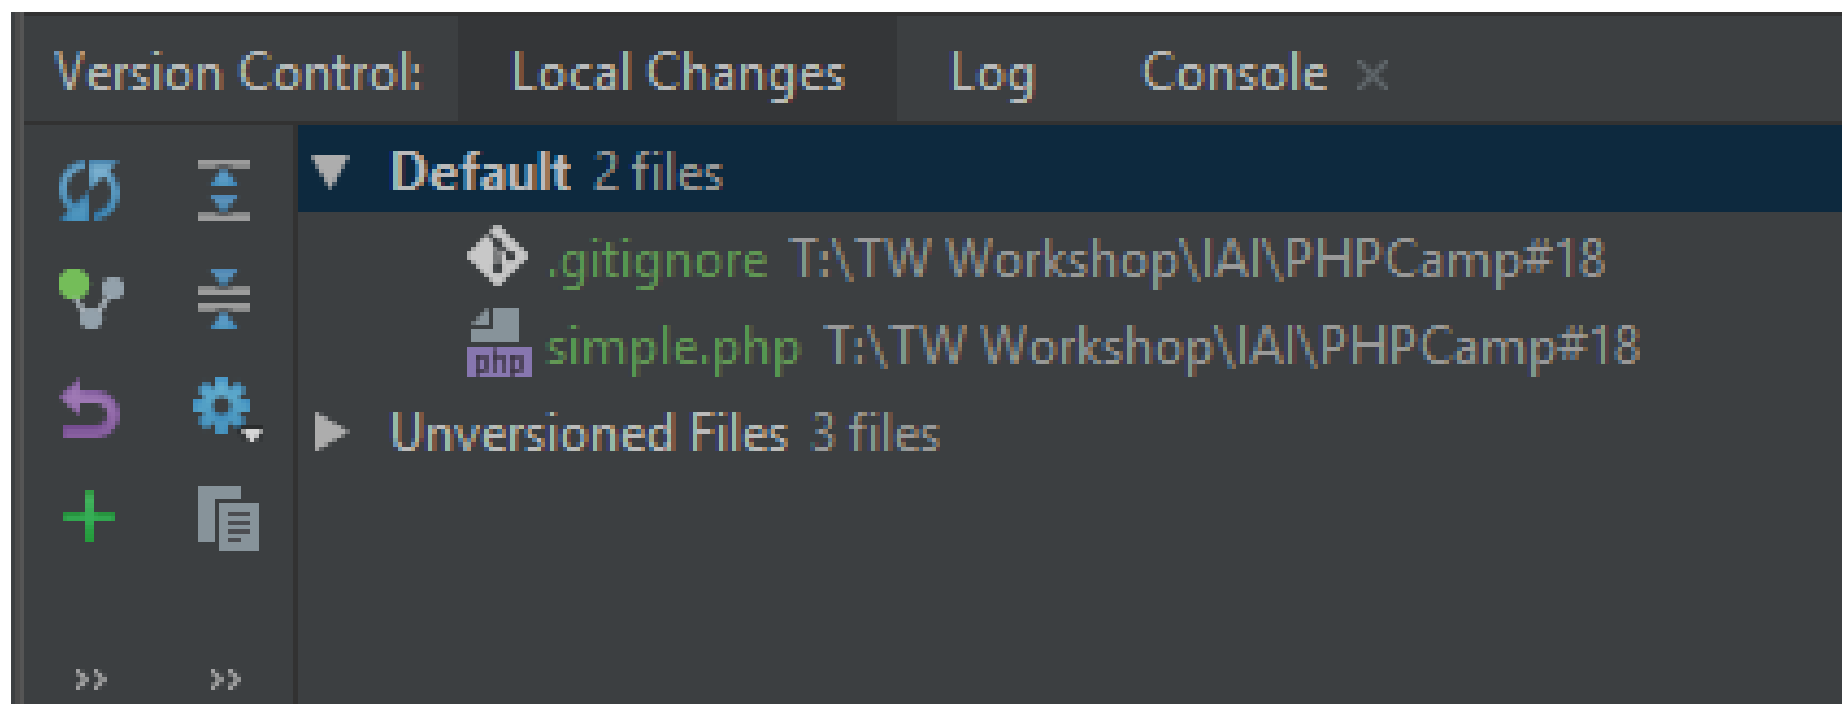 Version Control: Local Changes Log Console ×
Default 2 files
.gitignore T:\TW Workshop\IAI\PHPCamp#18
php simple.php T:\TW Workshop\IAI\PHPCamp#18
Unversioned Files 3 files